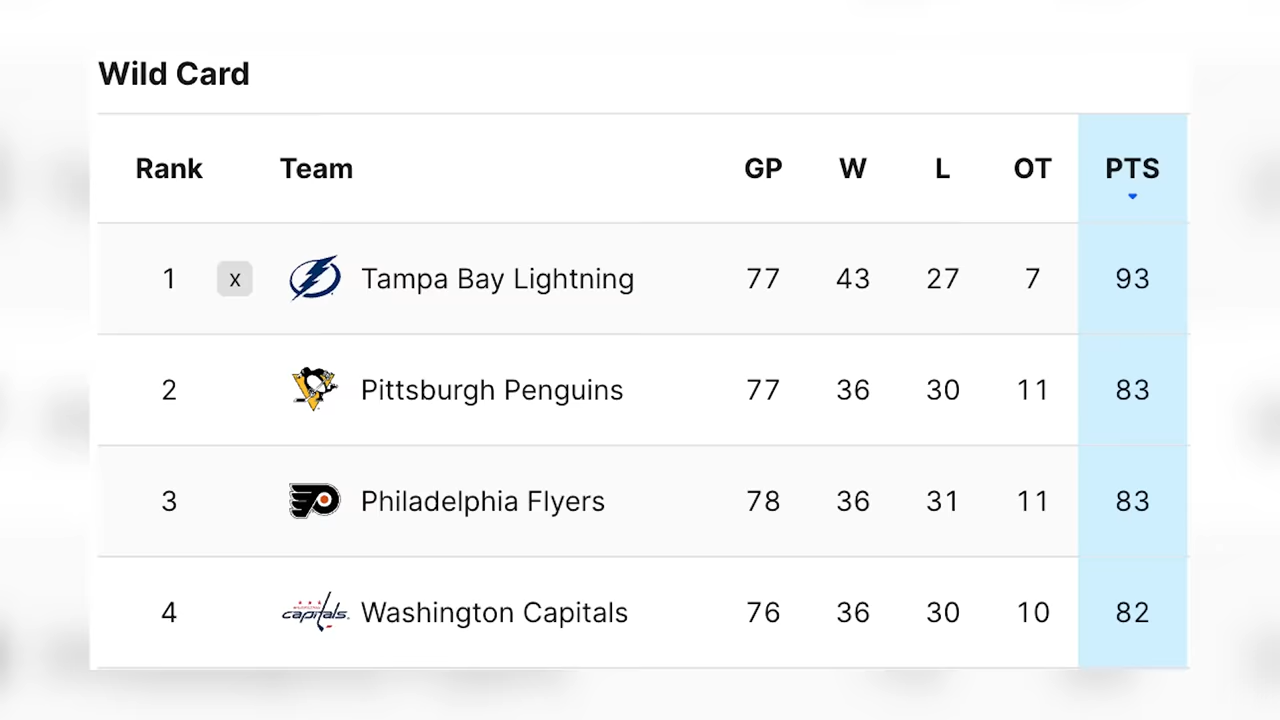 Wild Card
Rank Team GP W L OT PTS
1 x Tampa Bay Lightning 77 43 27 7 93
2 Pittsburgh Penguins 77 36 30 11 83
3 Philadelphia Flyers 78 36 31 11 83
4 capitals Washington Capitals 76 36 30 10 82